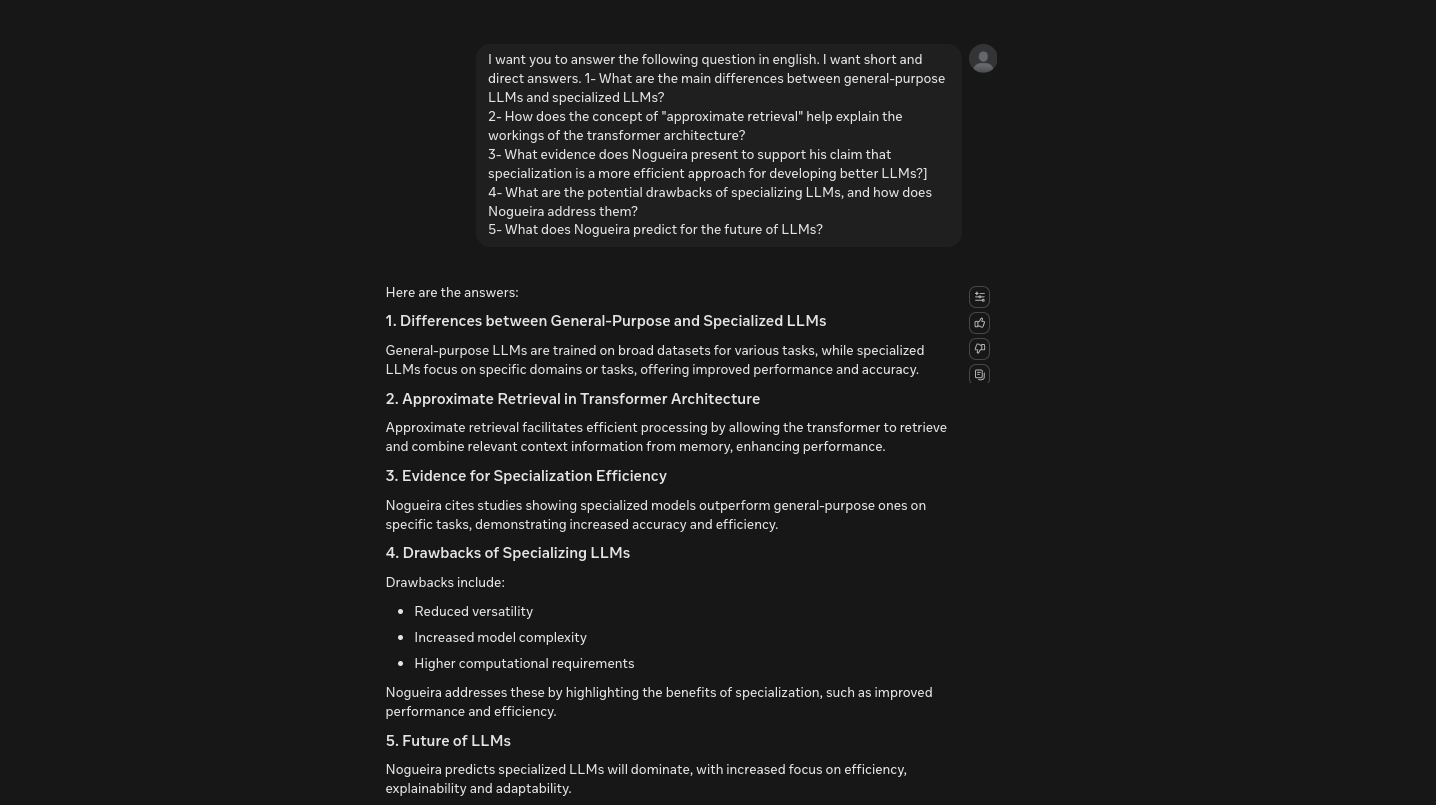 I want you to answer the following question in english. I want short and
direct answers. 1- What are the main differences between general-purpose
LLMs and specialized LLMs?
2- How does the concept of "approximate retrieval" help explain the
workings of the transformer architecture?
3- What evidence does Nogueira present to support his claim that
specialization is a more efficient approach for developing better LLMs?]
4- What are the potential drawbacks of specializing LLMs, and how does
Nogueira address them?
5- What does Nogueira predict for the future of LLMs?
Here are the answers:
1. Differences between General-Purpose and Specialized LLMs
General-purpose LLMs are trained on broad datasets for various tasks, while specialized
LLMs focus on specific domains or tasks, offering improved performance and accuracy.
2. Approximate Retrieval in Transformer Architecture
Approximate retrieval facilitates efficient processing by allowing the transformer to retrieve
and combine relevant context information from memory, enhancing performance.
3. Evidence for Specialization Efficiency
Nogueira cites studies showing specialized models outperform general-purpose ones on
specific tasks, demonstrating increased accuracy and efficiency.
4. Drawbacks of Specializing LLMs
Drawbacks include:
• Reduced versatility
• Increased model complexity
• Higher computational requirements
Nogueira addresses these by highlighting the benefits of specialization, such as improved
performance and efficiency.
5. Future of LLMs
Nogueira predicts specialized LLMs will dominate, with increased focus on efficiency,
explainability and adaptability.